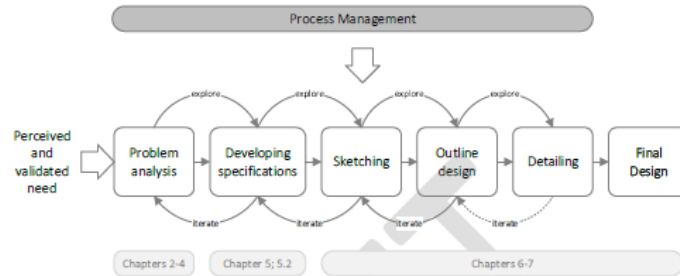 Process Management
explore
explore
explore
explore
Perceived
and
validated
need
Problem
analysis
Developing
specifications
Sketching
Outline
design
Detailing
Final
Design
iterate
iterate
iterate
iterate
Chapters 2-4
Chapter 5; 5.2
Chapters 6-7